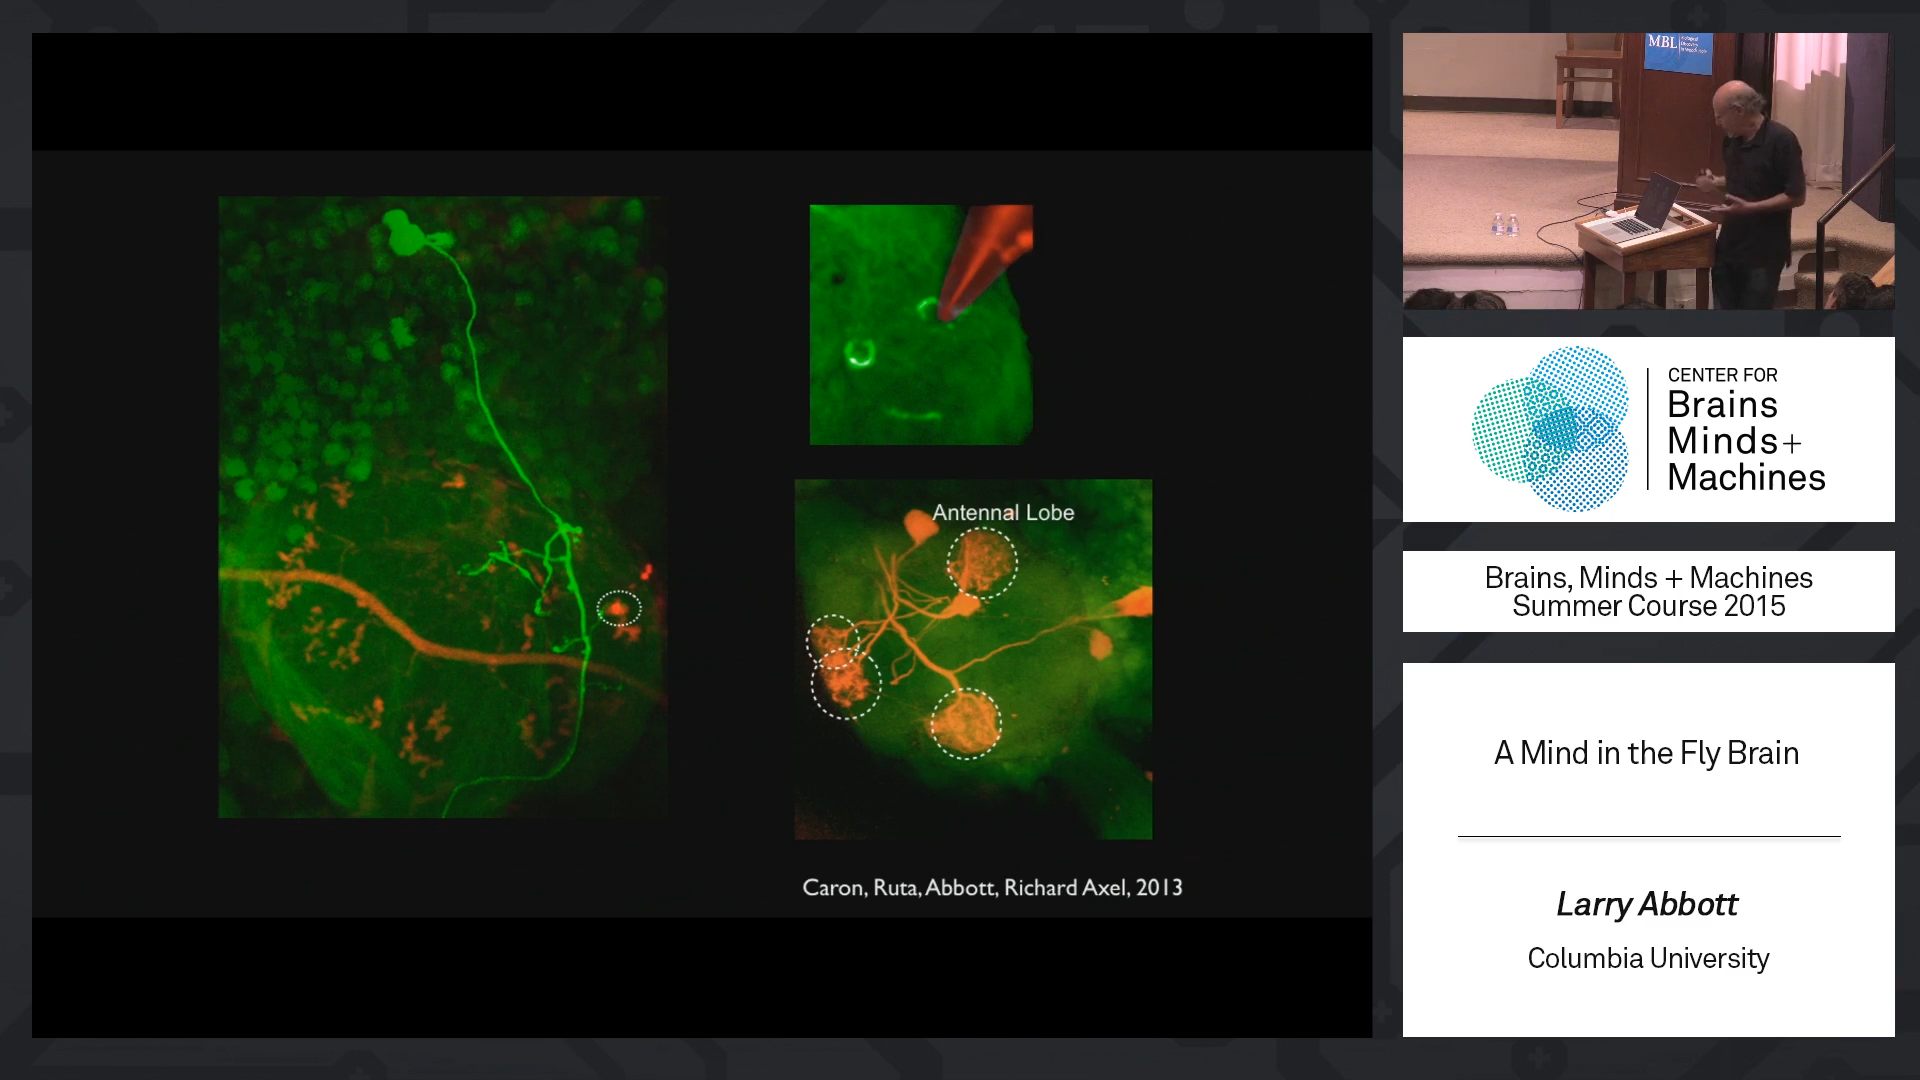 Antennal Lobe
Caron, Ruta, Abbott, Richard Axel, 2013
MBL
CENTER FOR
Brains
Minds+
Machines
Brains, Minds + Machines
Summer Course 2015
A Mind in the Fly Brain
Larry Abbott
Columbia University